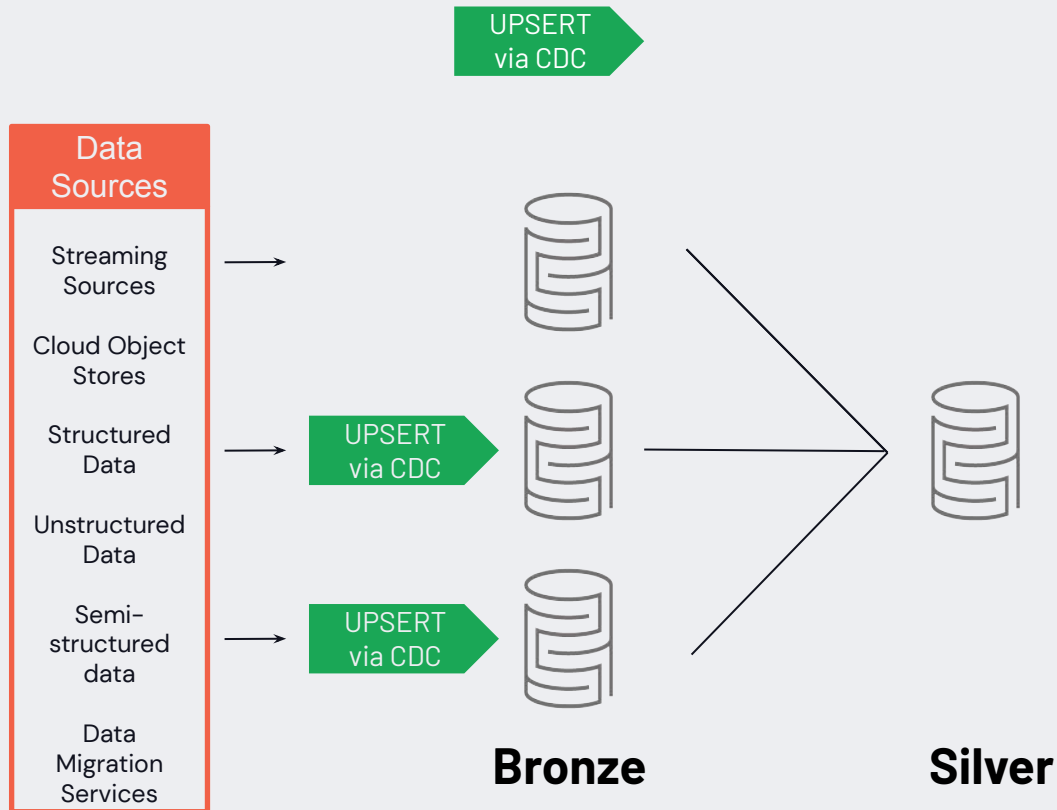 UPSERT
via CDC
Data
Sources
Streaming
Sources
Cloud Object
Stores
Structured
Data
Unstructured
Data
Semi-
structured
data
Data
Migration
Services
UPSERT
via CDC
UPSERT
via CDC
Bronze
Silver